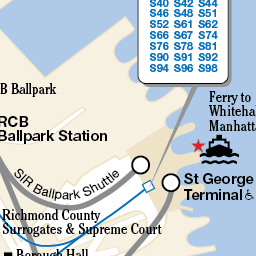 S40 S42 S44
S46 S48 S51
S52 S61 S62
S66 S67 S74
S76 S78 S81
S90 S91 S92
S94 S96 S98
B Ballpark
Ferry to
Whitehal
Manhatta
RCB
Ballpark Station
SIR Ballpark Shuttle
St George
Terminal
Richmond County
Surrogates & Supreme Court
Borough Hall